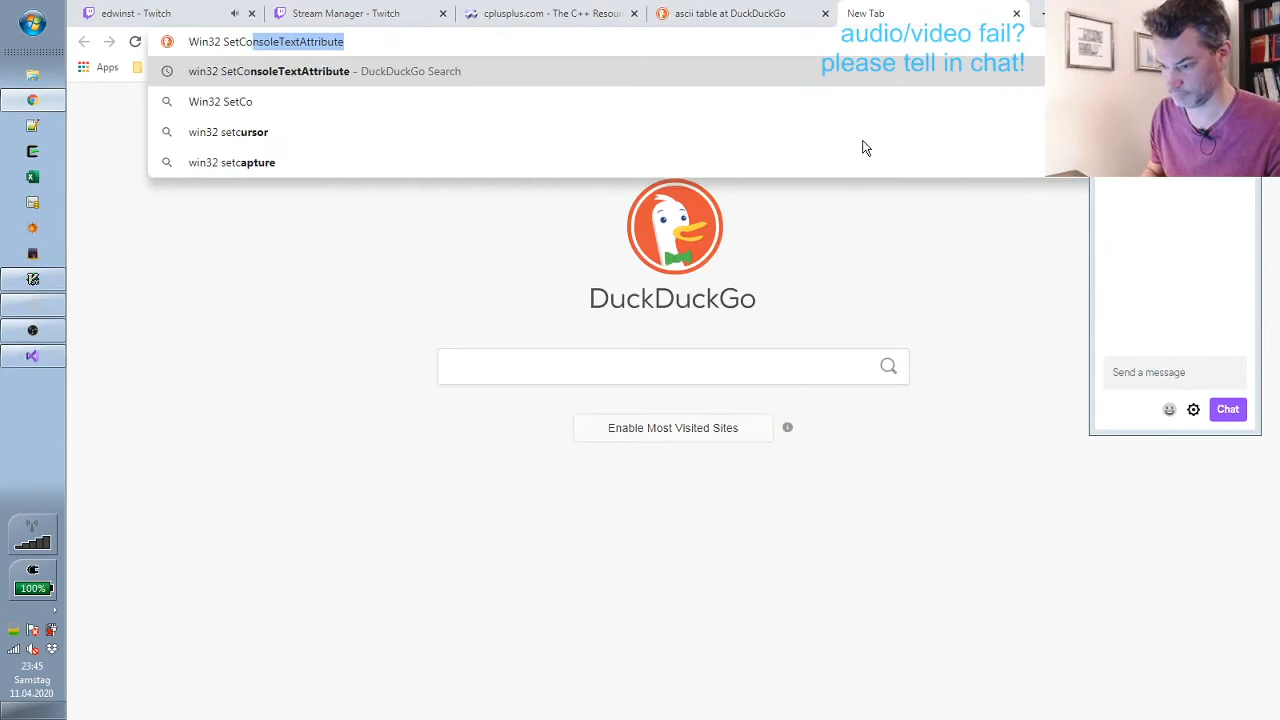 edwinst - Twitch
Stream Manager - Twitch
cplusplus.com - The C++ Resour
ascii table at DuckDuckGo
New Tab
Win32 SetConsoleTextAttribute
audio/video fail?
please tell in chat!
Apps
win32 SetConsoleTextAttribute - DuckDuckGo Search
Win32 SetCo
win32 setcursor
win32 setcapture
DuckDuckGo
Enable Most Visited Sites
Send a message
Chat
100%
23:45
Samstag
11.04.2020